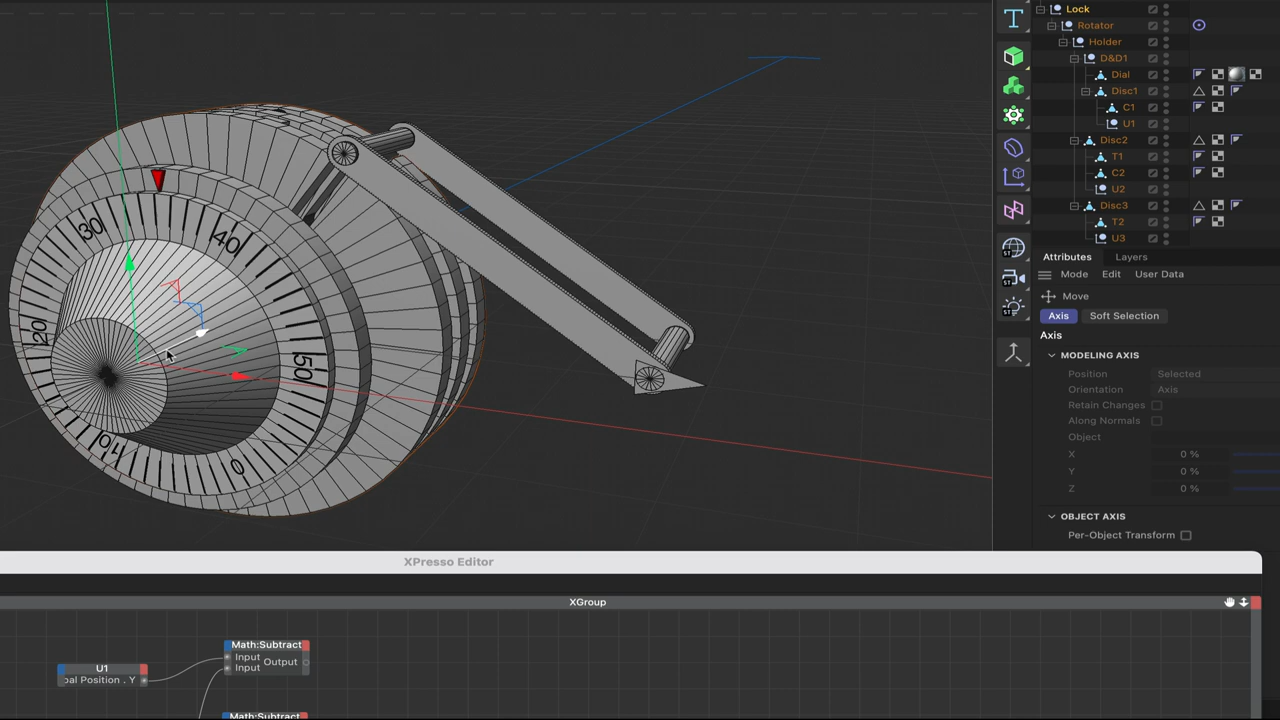 Lock
Rotator
Holder
D&D1
Dial
Disc1
C1
U1
Disc2
T1
C2
U2
Disc3
T2
U3
Attributes Layers
Mode Edit User Data
Move
Axis Soft Selection
Axis
MODELING AXIS
Position Selected
Orientation Axis
Retain Changes
Along Normals
Object
X 0 %
Y 0 %
Z 0 %
OBJECT AXIS
Per-Object Transform
30
40
20
50
10
0
XPresso Editor
XGroup
Math:Subtract
Input
Output
Input
U1
bal Position . Y
Math:Subtract